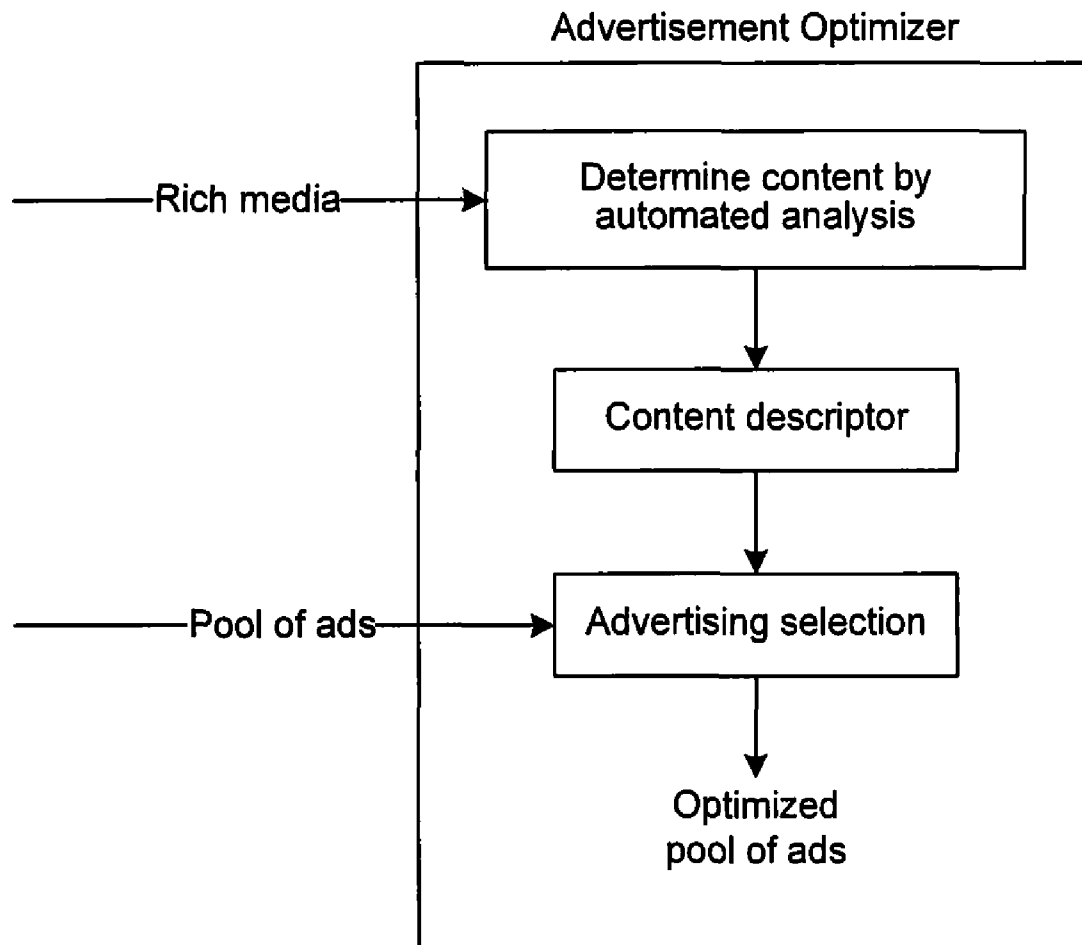 Advertisement Optimizer
Rich media
Determine content by
automated analysis
Content descriptor
Pool of ads
Advertising selection
Optimized
pool of ads